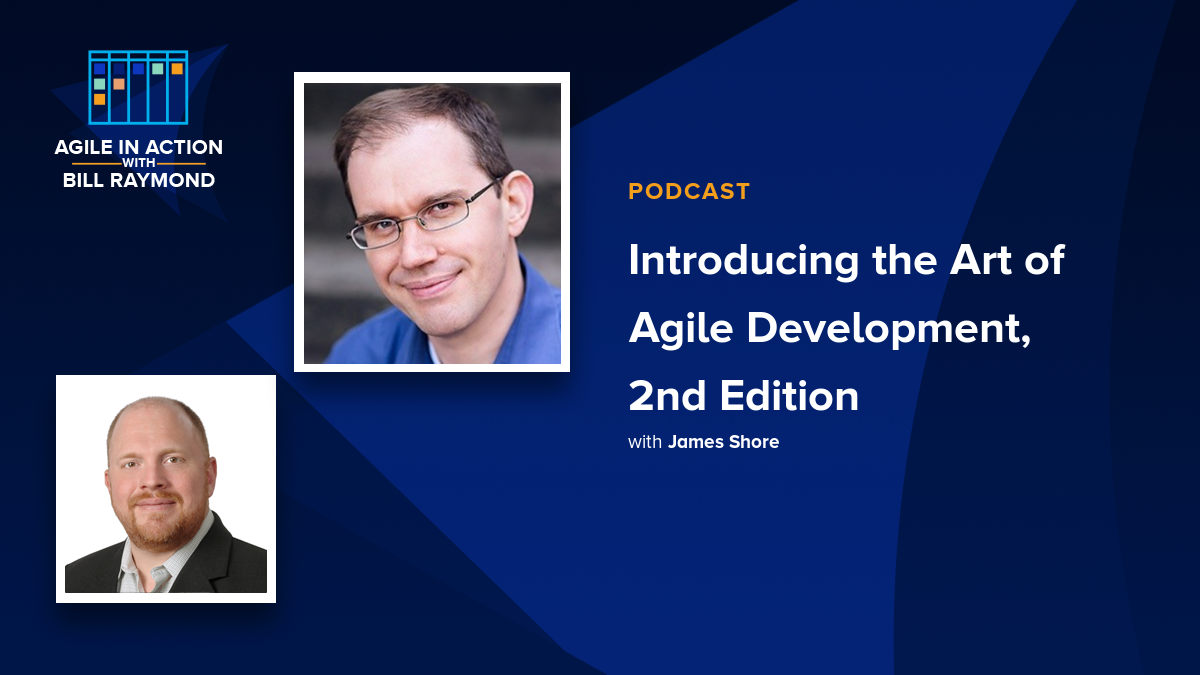 AGILE IN ACTION
WITH
BILL RAYMOND
PODCAST
Introducing the Art of
Agile Development,
2nd Edition
with James Shore